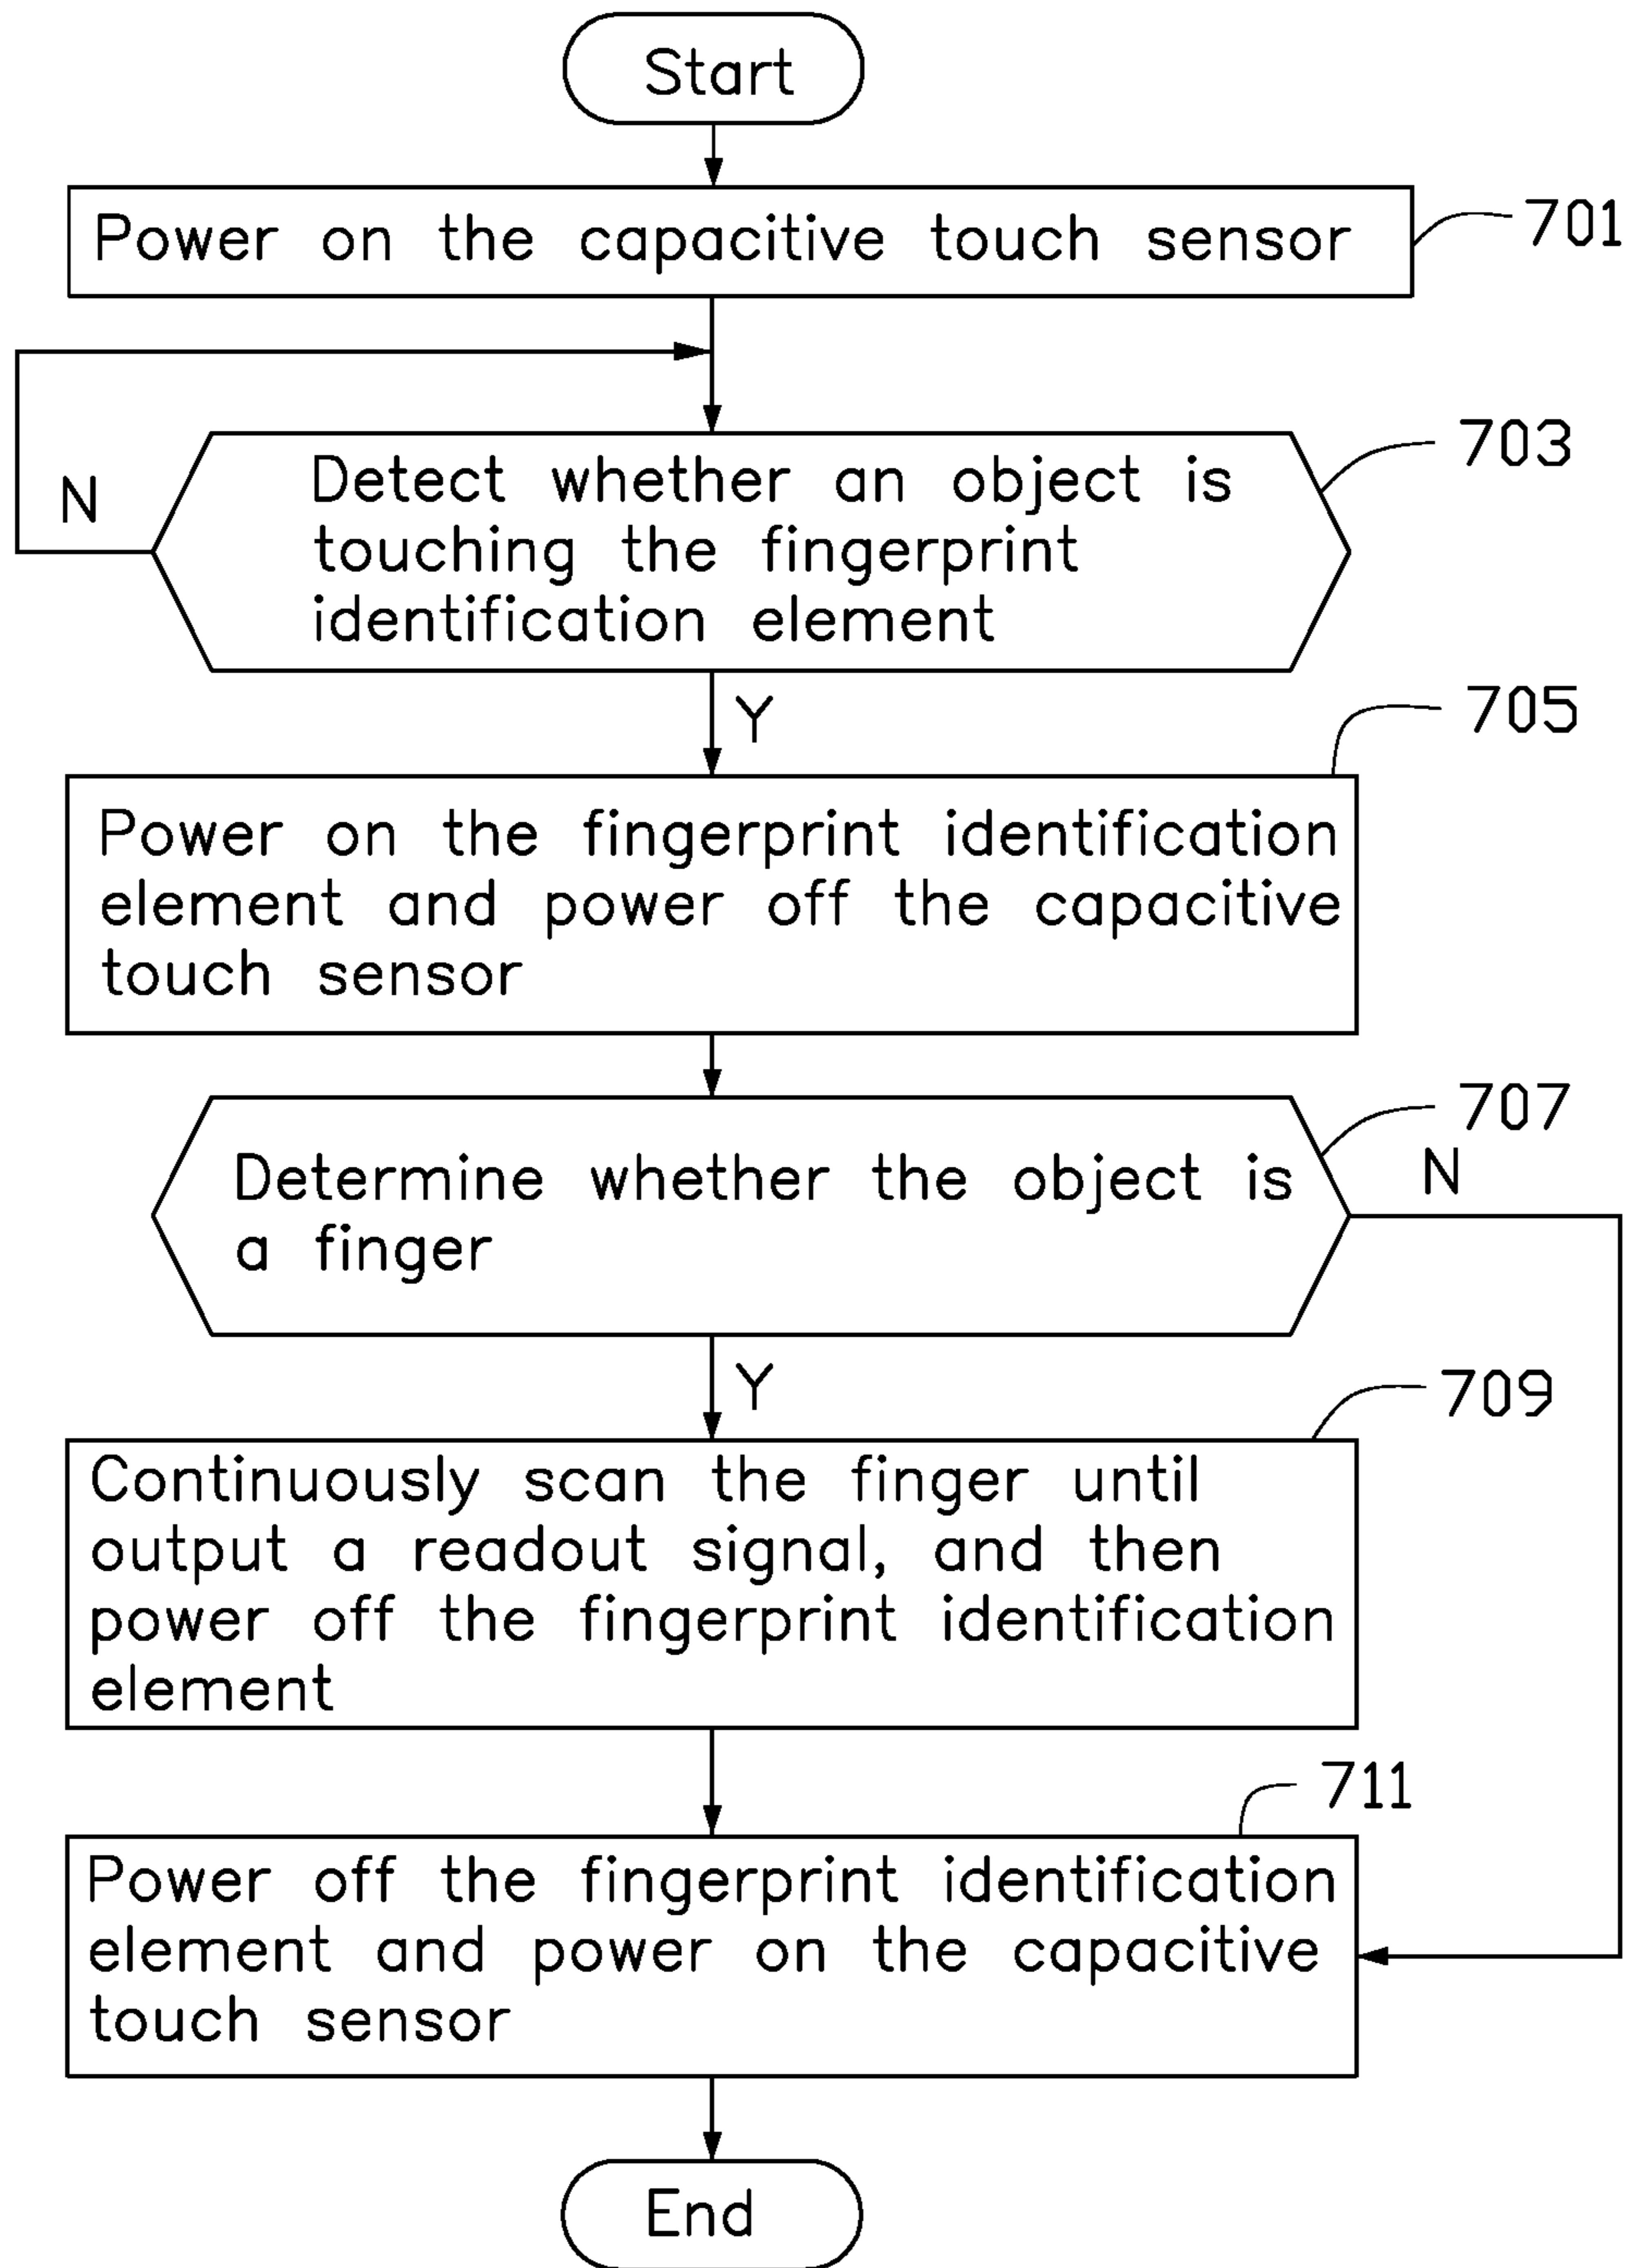 Start
Power on the capacitive touch sensor
701
703
Detect whether an object is
touching the fingerprint
identification element
N
Y
705
Power on the fingerprint identification
element and power off the capacitive
touch sensor
707
Determine whether the object is
a finger
N
Y
709
Continuously scan the finger until
output a readout signal, and then
power off the fingerprint identification
element
711
Power off the fingerprint identification
element and power on the capacitive
touch sensor
End